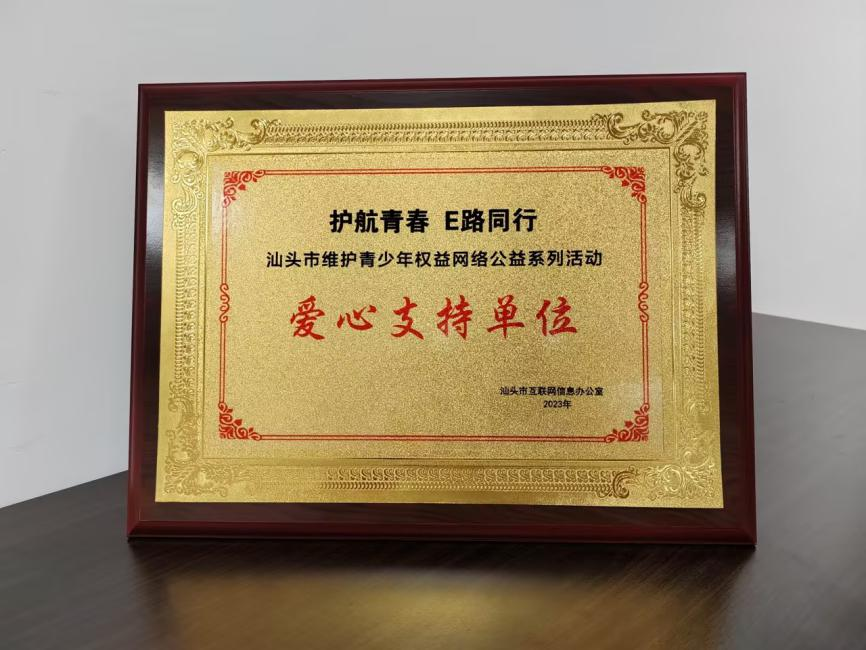 护航青春 E路同行
汕头市维护青少年权益网络公益系列活动
爱心支持单位
汕头市互联网信息办公室
2023年